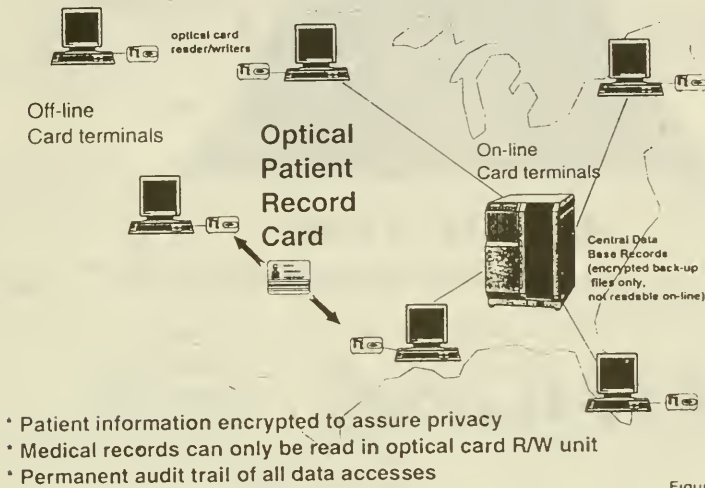 optical card
reader/writers
Off-line
Card terminals
Optical
Patient
Record
Card
On-line
Card terminals
Central Data
Base Records
(encrypted back-up
files only,
not readable on-line)
* Patient information encrypted to assure privacy
* Medical records can only be read in optical card R/W unit
* Permanent audit trail of all data accesses